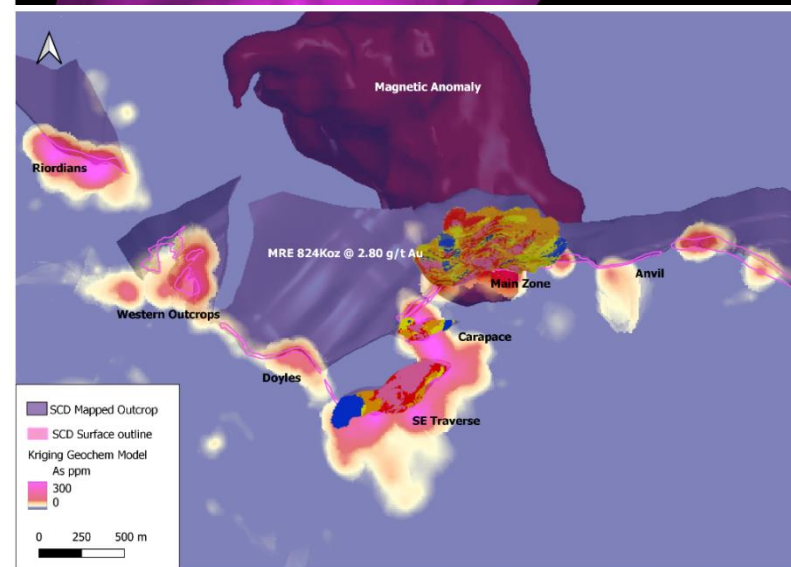 Magnetic Anomaly
Riordians
MRE 824Koz @ 2.80 g/t Au
Main Zone
Anvil
Western Outcrops
Carapace
Doyles
SE Traverse
SCD Mapped Outcrop
SCD Surface outline
Kriging Geochem Model
As ppm
300
0
0 250 500 m